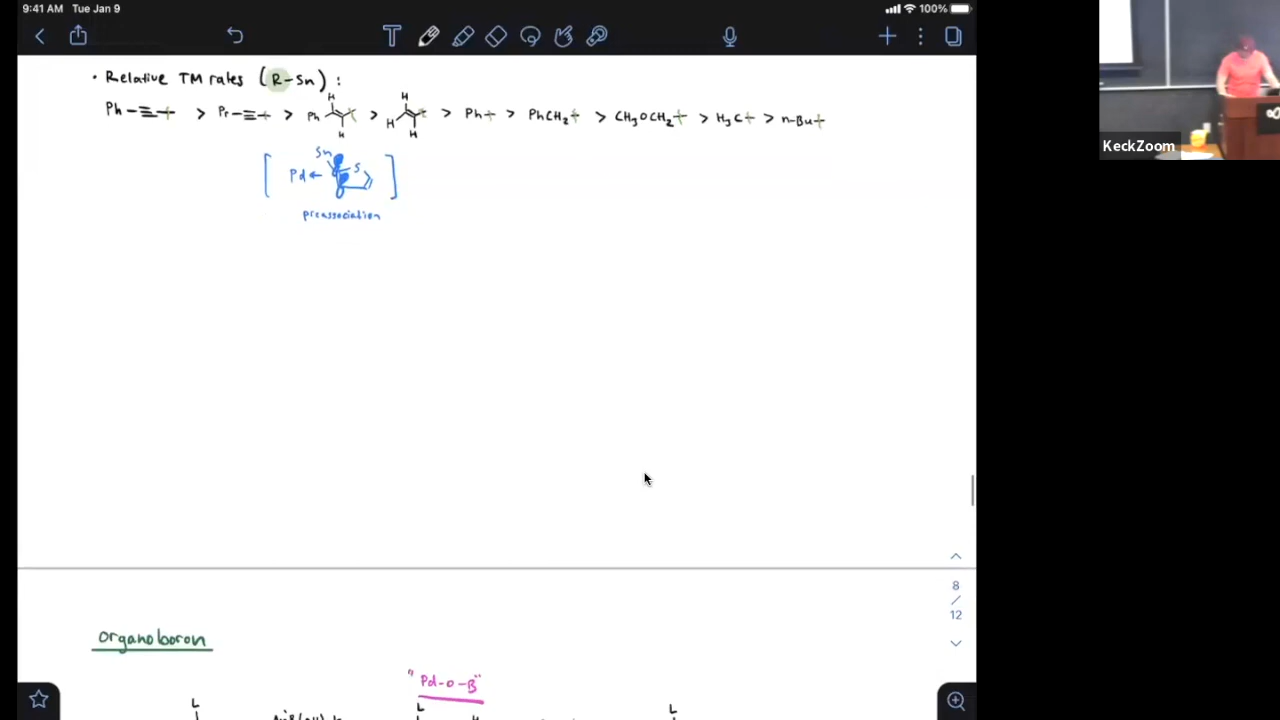 9:41 AM Tue Jan 9
100%
• Relative TM rates (R-Sn) :
Ph-≡-+ > Pr-≡-+ > Ph H H + > H H H + > Ph+ > PhCH₂+ > CH₃OCH₂+ > H₃C+ > n-Bu+
Sn
Pd← S
preassociation
KeckZoom
8
/
12
Organoboron
"Pd-O-B"
L L L